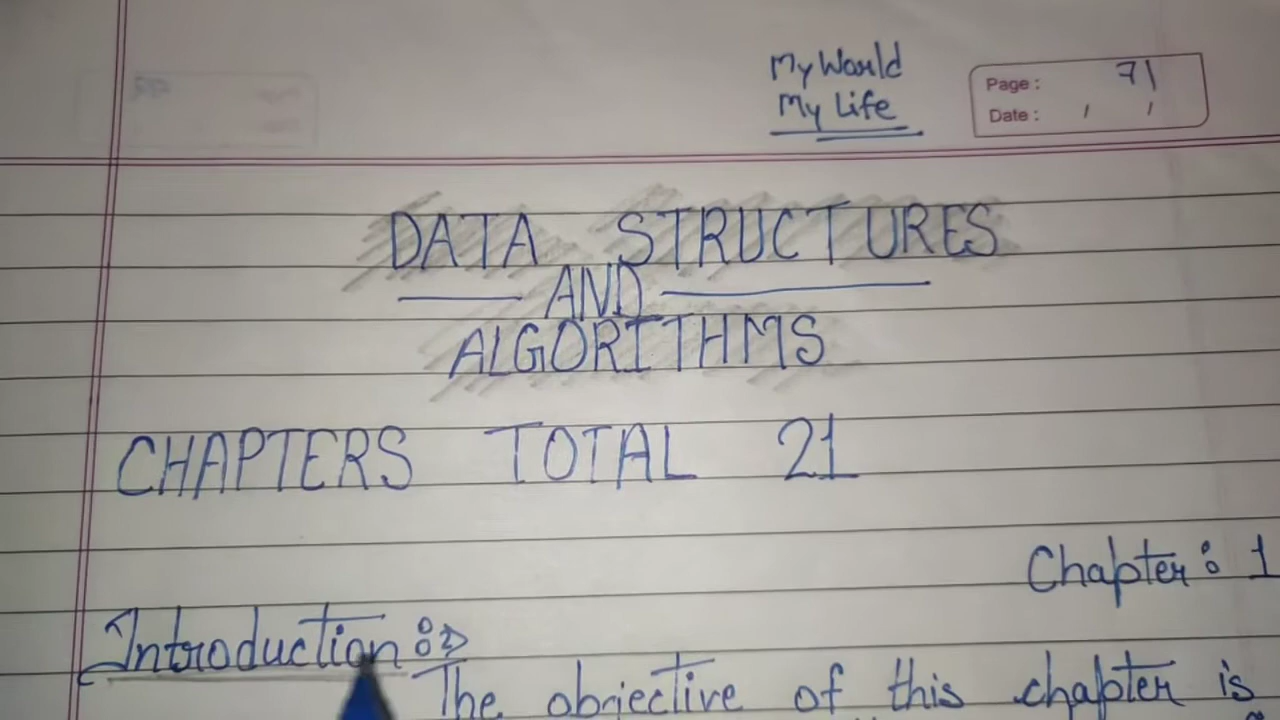 My World
My Life
Page : 71
Date : / /
DATA STRUCTURES
AND
ALGORITHMS
CHAPTERS TOTAL 21
Chapter : 1
Introduction :
The objective of this chapter is